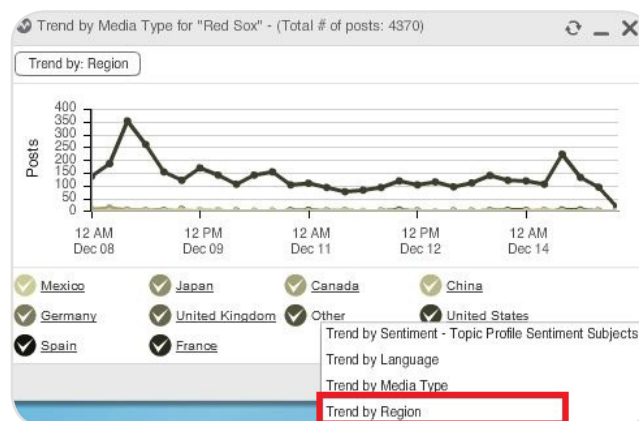 Trend by Media Type for "Red Sox" - (Total # of posts: 4370)
Trend by: Region
Posts
400
350
300
250
200
150
100
50
0
12 AM 12 PM 12 AM 12 PM 12 AM
Dec 08 Dec 09 Dec 11 Dec 12 Dec 14
Mexico Japan Canada China
Germany United Kingdom Other United States
Spain France
Trend by Sentiment - Topic Profile Sentiment Subjects
Trend by Language
Trend by Media Type
Trend by Region